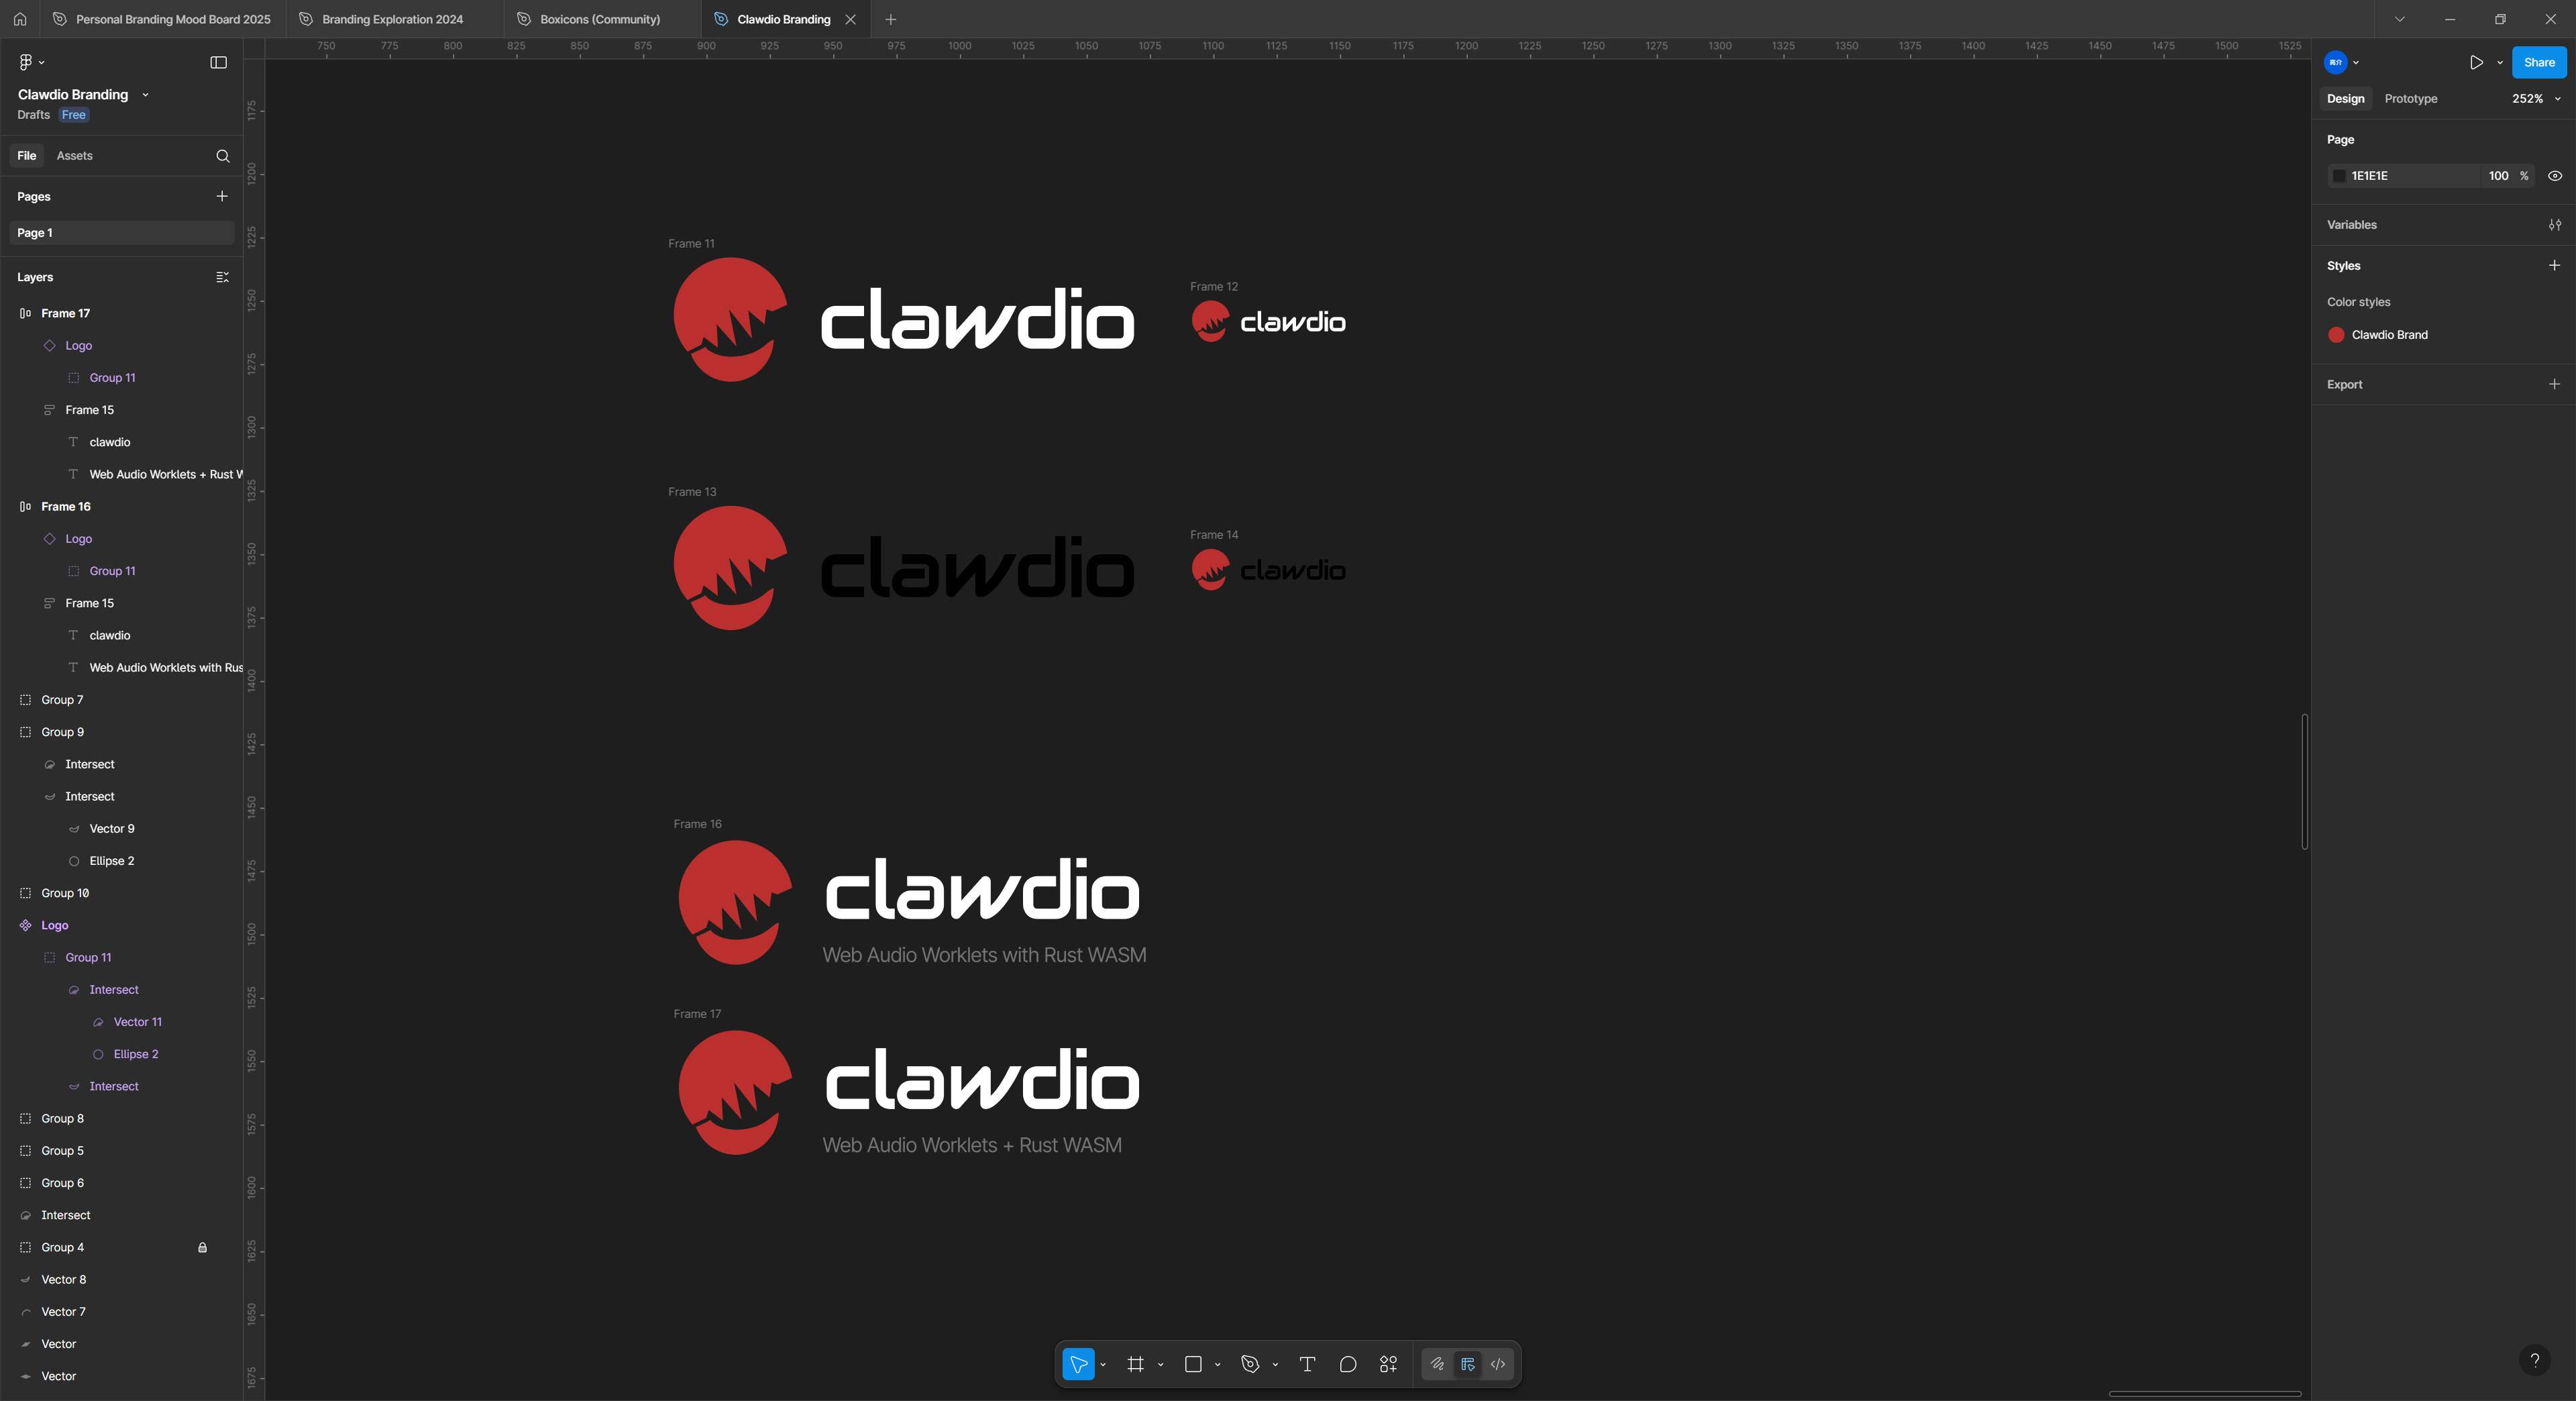 Personal Branding Mood Board 2025
Branding Exploration 2024
Boxicons (Community)
Clawdio Branding
750 775 800 825 850 875 900 925 950 975 1000 1025 1050 1075 1100 1125 1150 1175 1200 1225 1250 1275 1300 1325 1350 1375 1400 1425 1450 1475 1500 1525
Clawdio Branding
Drafts Free
File Assets
Pages
Page 1
Layers
Frame 17
Logo
Group 11
Frame 15
clawdio
Web Audio Worklets + Rust W
Frame 16
Logo
Group 11
Frame 15
clawdio
Web Audio Worklets with Rus
Group 7
Group 9
Intersect
Intersect
Vector 9
Ellipse 2
Group 10
Logo
Group 11
Intersect
Vector 11
Ellipse 2
Intersect
Group 8
Group 5
Group 6
Intersect
Group 4
Vector 8
Vector 7
Vector
Vector
1175
1200
1225
1250
1275
1300
1325
1350
1375
1400
1425
1450
1475
1500
1525
1550
1575
1600
1625
1650
1675
Frame 11
clawdio
Frame 12
clawdio
Frame 13
clawdio
Frame 14
clawdio
Frame 16
clawdio
Web Audio Worklets with Rust WASM
Frame 17
clawdio
Web Audio Worklets + Rust WASM
Share
Design Prototype 252%
Page
1E1E1E 100 %
Variables
Styles
Color styles
Clawdio Brand
Export
?